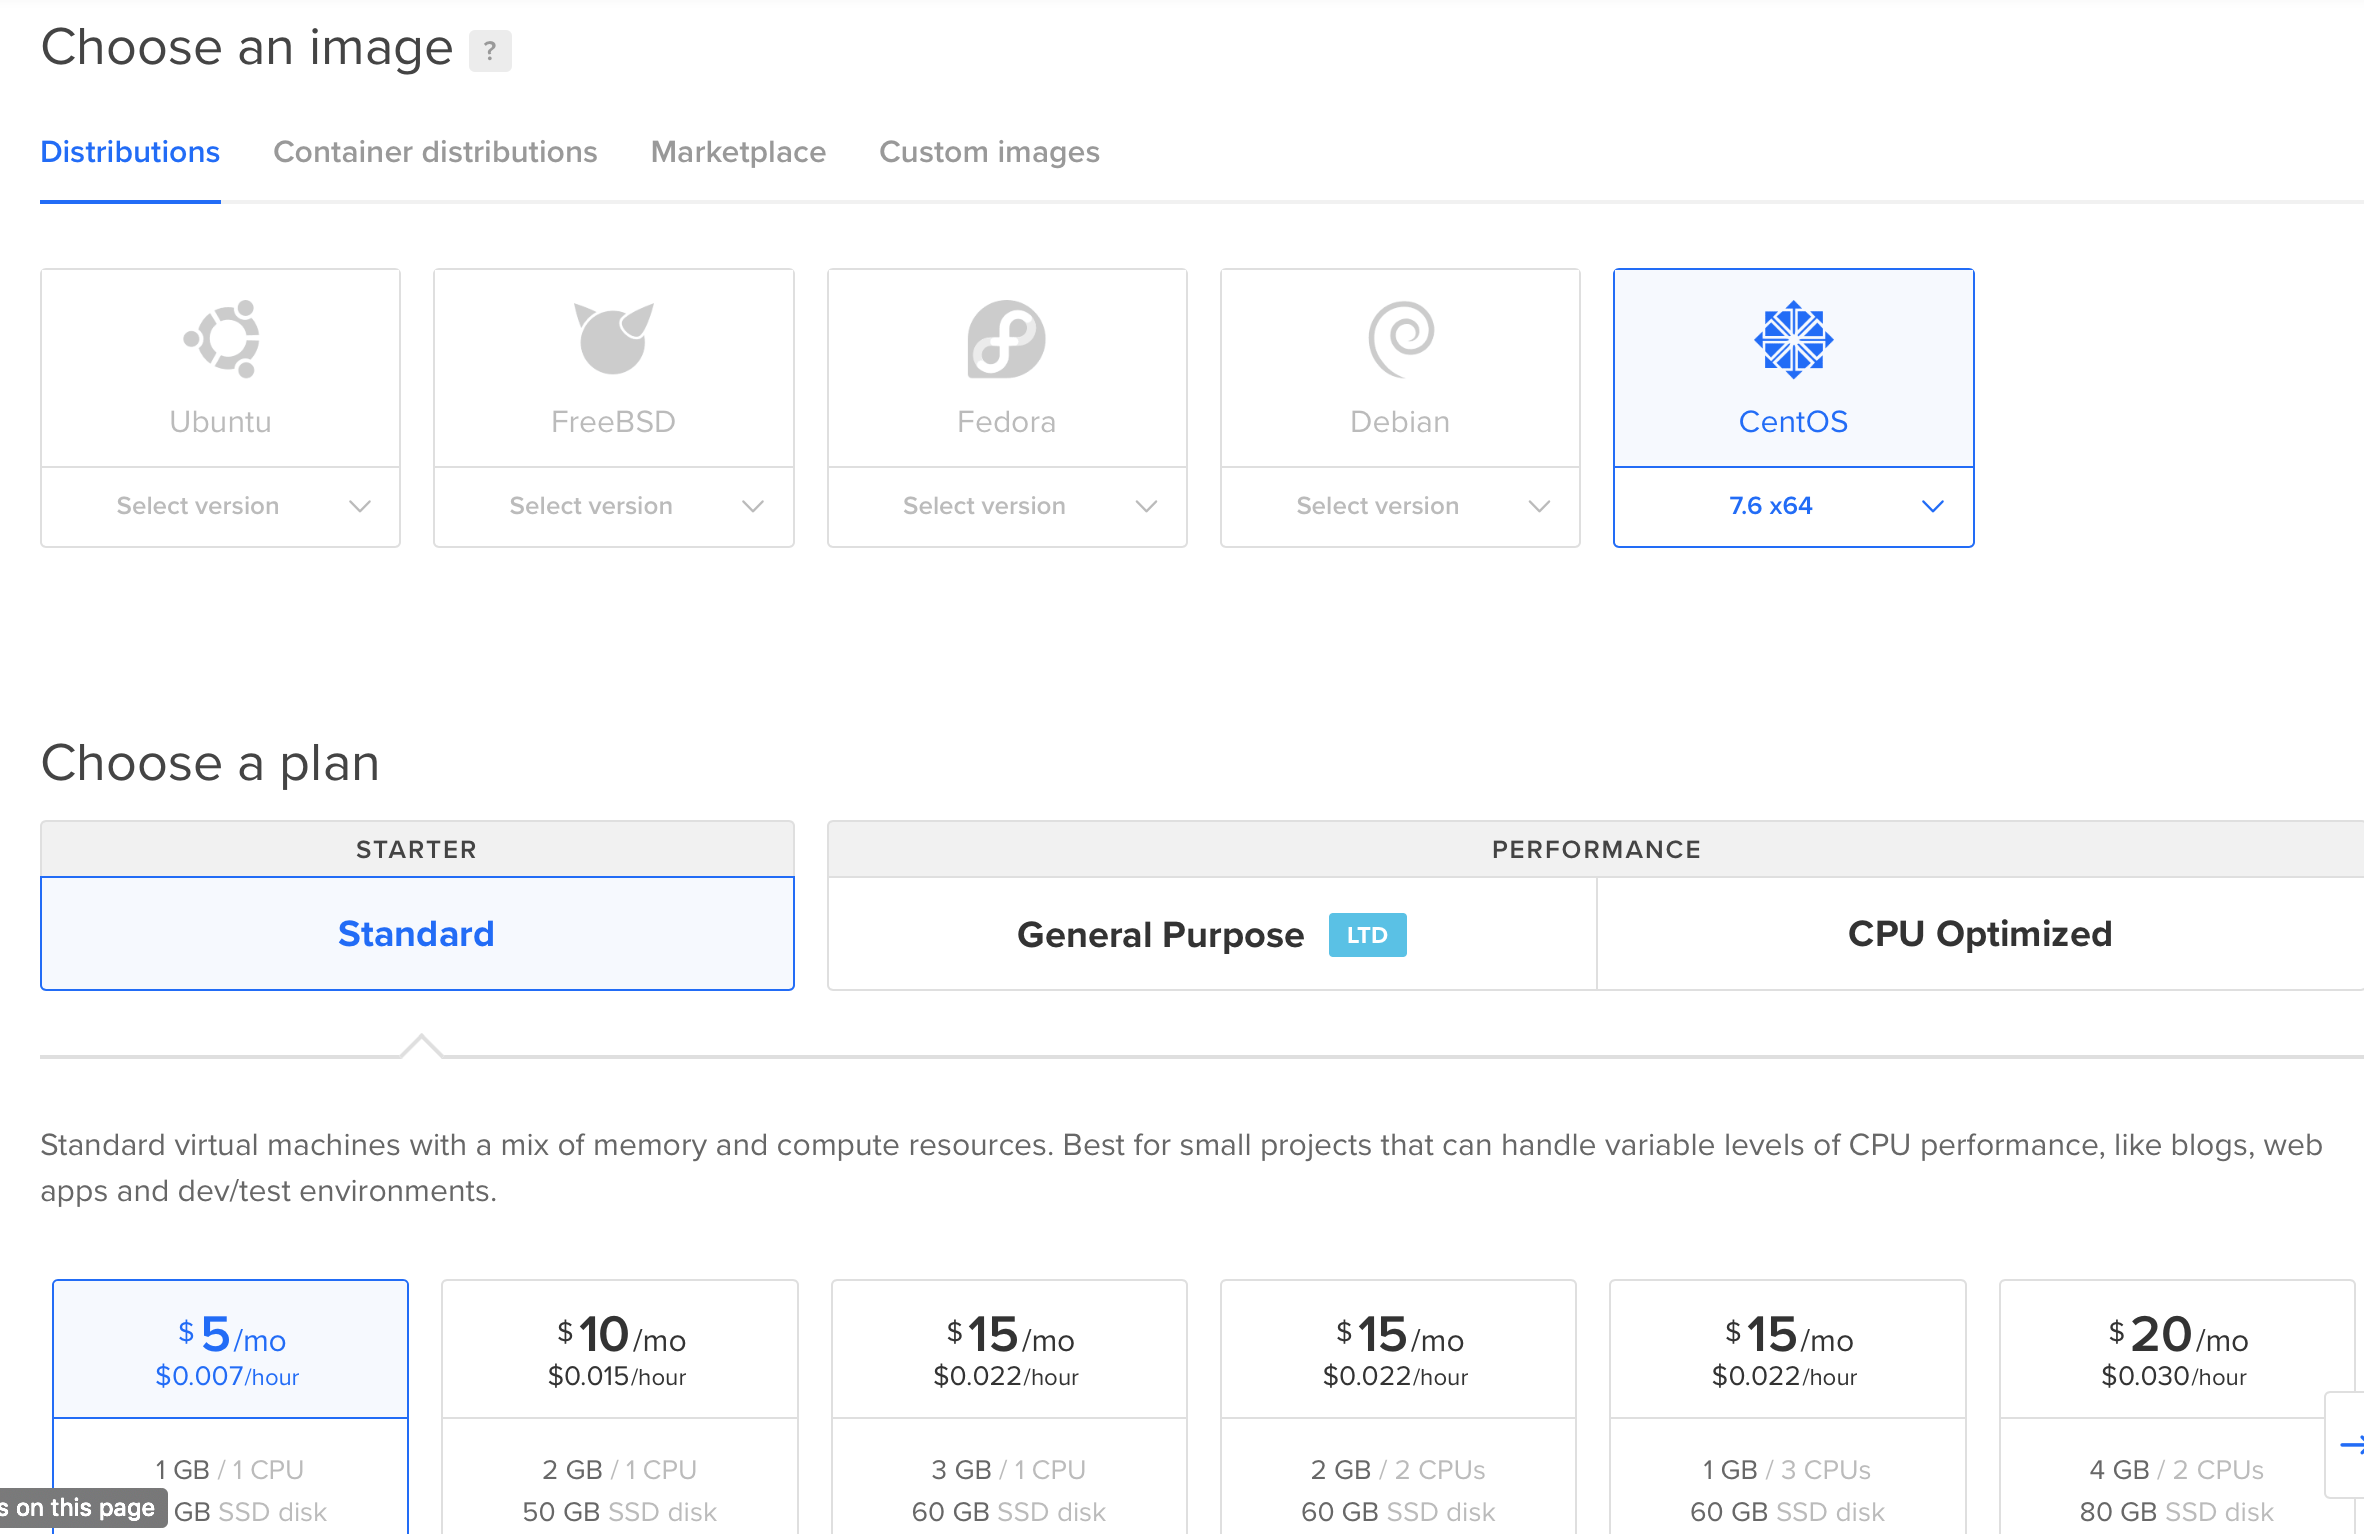 Choose an image ?
Distributions Container distributions Marketplace Custom images
Ubuntu FreeBSD Fedora Debian CentOS
Select version Select version Select version Select version 7.6 x64
Choose a plan
STARTER PERFORMANCE
Standard General Purpose LTD CPU Optimized
Standard virtual machines with a mix of memory and compute resources. Best for small projects that can handle variable levels of CPU performance, like blogs, web
apps and dev/test environments.
$ 5/mo $ 10/mo $ 15/mo $ 15/mo $ 15/mo $ 20/mo
$0.007/hour $0.015/hour $0.022/hour $0.022/hour $0.022/hour $0.030/hour
1 GB / 1 CPU 2 GB / 1 CPU 3 GB / 1 CPU 2 GB / 2 CPUs 1 GB / 3 CPUs 4 GB / 2 CPUs
s on this page GB SSD disk 50 GB SSD disk 60 GB SSD disk 60 GB SSD disk 60 GB SSD disk 80 GB SSD disk